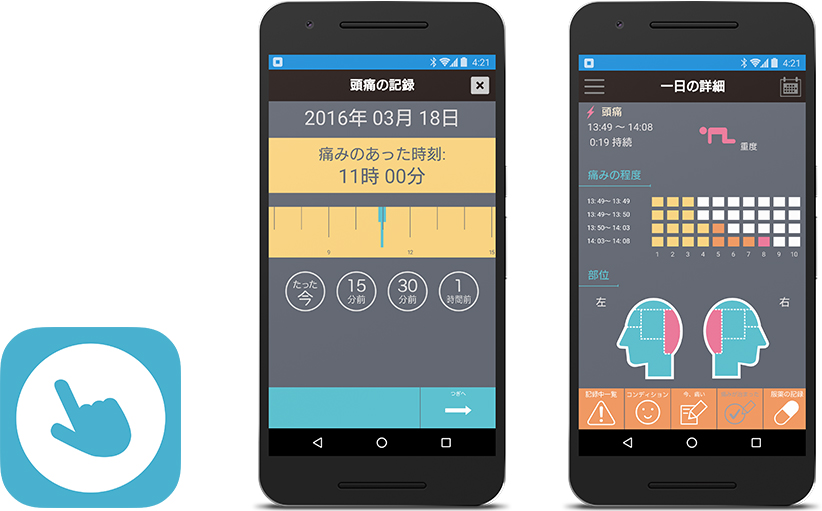 4:21
頭痛の記録
2016年 03月 18日
痛みのあった時刻:
11時 00分
9
12
15
たった
今
15
分前
30
分前
1
時間前
つぎへ
4:21
一日の詳細
頭痛
13:49 〜 14:08
0:19 持続
重度
痛みの程度
13:49〜 13:49
13:49〜 13:50
13:50〜 14:03
14:03〜 14:08
1 2 3 4 5 6 7 8 9 10
部位
左
右
記録中一覧
コンディション
今、痛い
服薬の記録